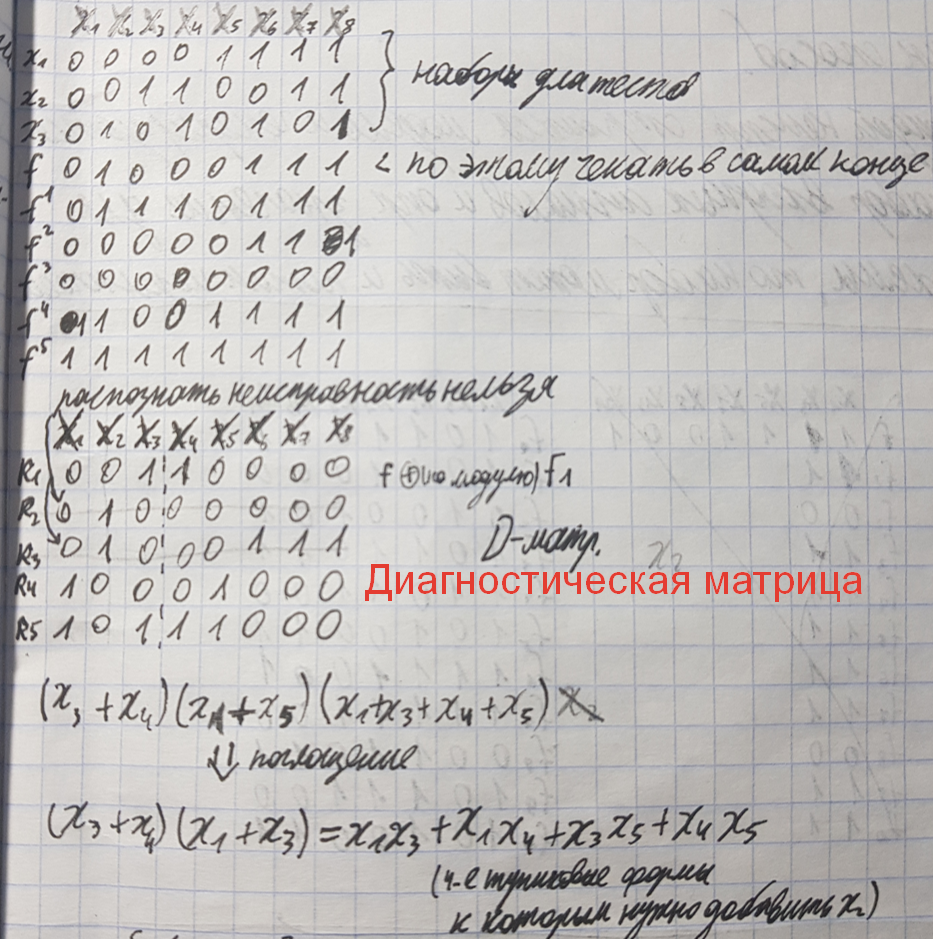 X1 X2 X3 X4 X5 X6 X7 X8
x1 0 0 0 0 1 1 1 1
x2 0 0 1 1 0 0 1 1
x3 0 1 0 1 0 1 0 1
наборы для тестов
f 0 1 0 0 0 1 1 1 < по этому чекать в самом конце
f1 0 1 1 1 0 1 1 1
f2 0 0 0 0 0 1 1 1
f3 0 0 0 0 0 0 0 0
f4 1 1 0 0 1 1 1 1
f5 1 1 1 1 1 1 1 1
распознать неисправность нельзя
X1 X2 X3 X4 X5 X6 X7 X8
R1 0 0 1 1 0 0 0 0 f ⊕(по модулю) f1
R2 0 1 0 0 0 0 0 0
R3 0 1 0 0 0 1 1 1 D-матр. x2
R4 1 0 0 0 1 0 0 0 Диагностическая матрица
R5 1 0 1 1 1 0 0 0
(x3 + x4) (x1 + x5) (x1 + x3 + x4 + x5) x2
⇓ поглощение
(x3 + x4) (x1 + x3) = x1x3 + x1x4 + x3x5 + x4x5
(4-е тупиковые формы
к которым нужно добавить x2)